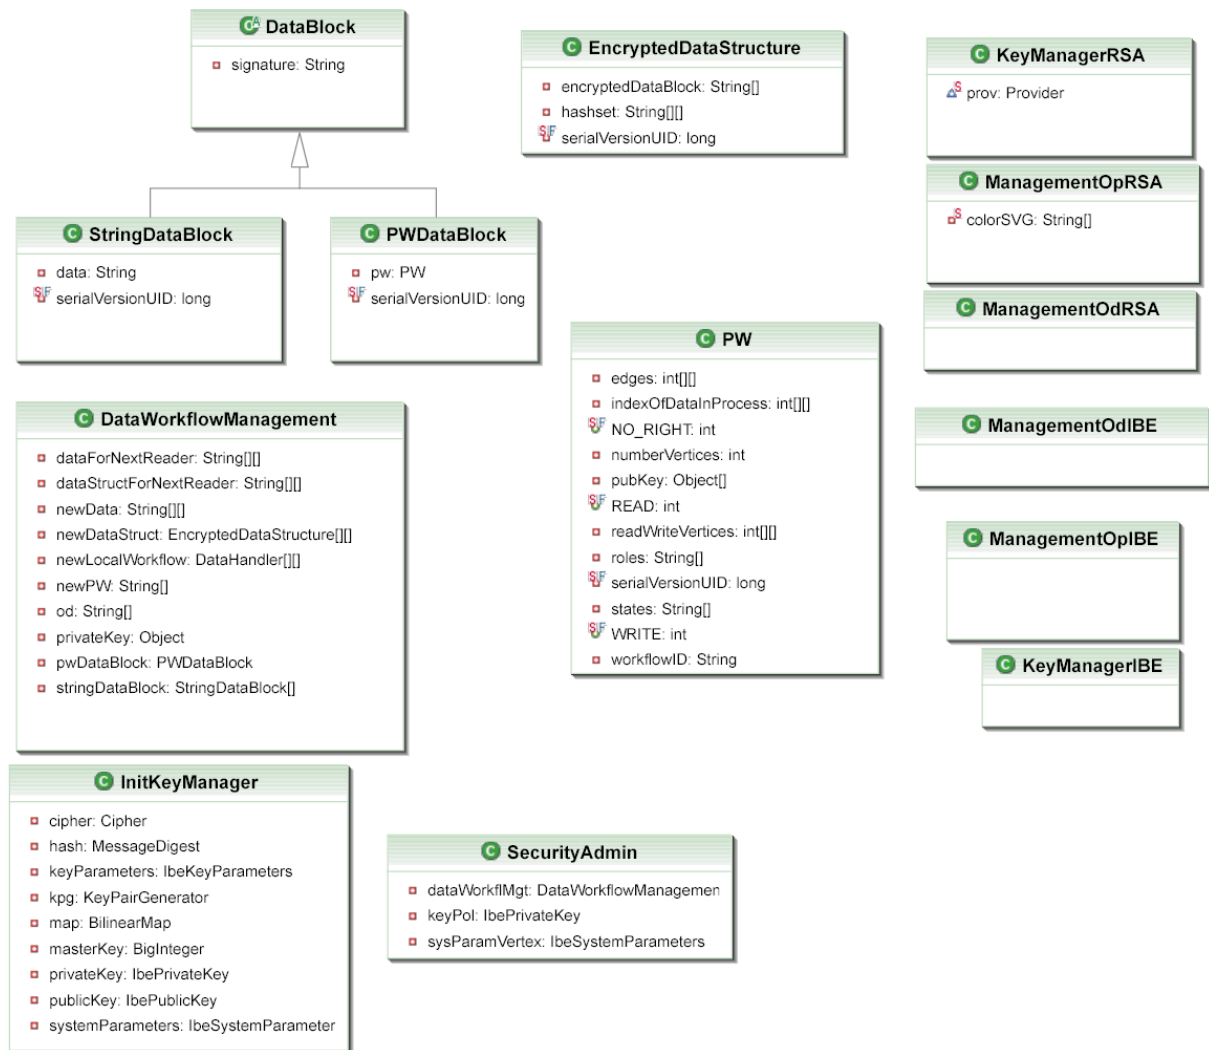 DataBlock
signature: String
EncryptedDataStructure
encryptedDataBlock: String[]
hashset: String[][]
serialVersionUID: long
KeyManagerRSA
prov: Provider
ManagementOpRSA
colorSVG: String[]
ManagementOdRSA
StringDataBlock
data: String
serialVersionUID: long
PWDataBlock
pw: PW
serialVersionUID: long
PW
edges: int[][]
indexOfDataInProcess: int[][]
NO_RIGHT: int
numberVertices: int
pubKey: Object[]
READ: int
readWriteVertices: int[][]
roles: String[]
serialVersionUID: long
states: String[]
WRITE: int
workflowID: String
DataWorkflowManagement
dataForNextReader: String[][]
dataStructForNextReader: String[][]
newData: String[][]
newDataStruct: EncryptedDataStructure[][]
newLocalWorkflow: DataHandler[][]
newPW: String[]
od: String[]
privateKey: Object
pwDataBlock: PWDataBlock
stringDataBlock: StringDataBlock[]
ManagementOdIBE
ManagementOpIBE
KeyManagerIBE
InitKeyManager
cipher: Cipher
hash: MessageDigest
keyParameters: IbeKeyParameters
kpg: KeyPairGenerator
map: BilinearMap
masterKey: BigInteger
privateKey: IbePrivateKey
publicKey: IbePublicKey
systemParameters: IbeSystemParameter
SecurityAdmin
dataWorkflMgt: DataWorkflowManagemen
keyPol: IbePrivateKey
sysParamVertex: IbeSystemParameters